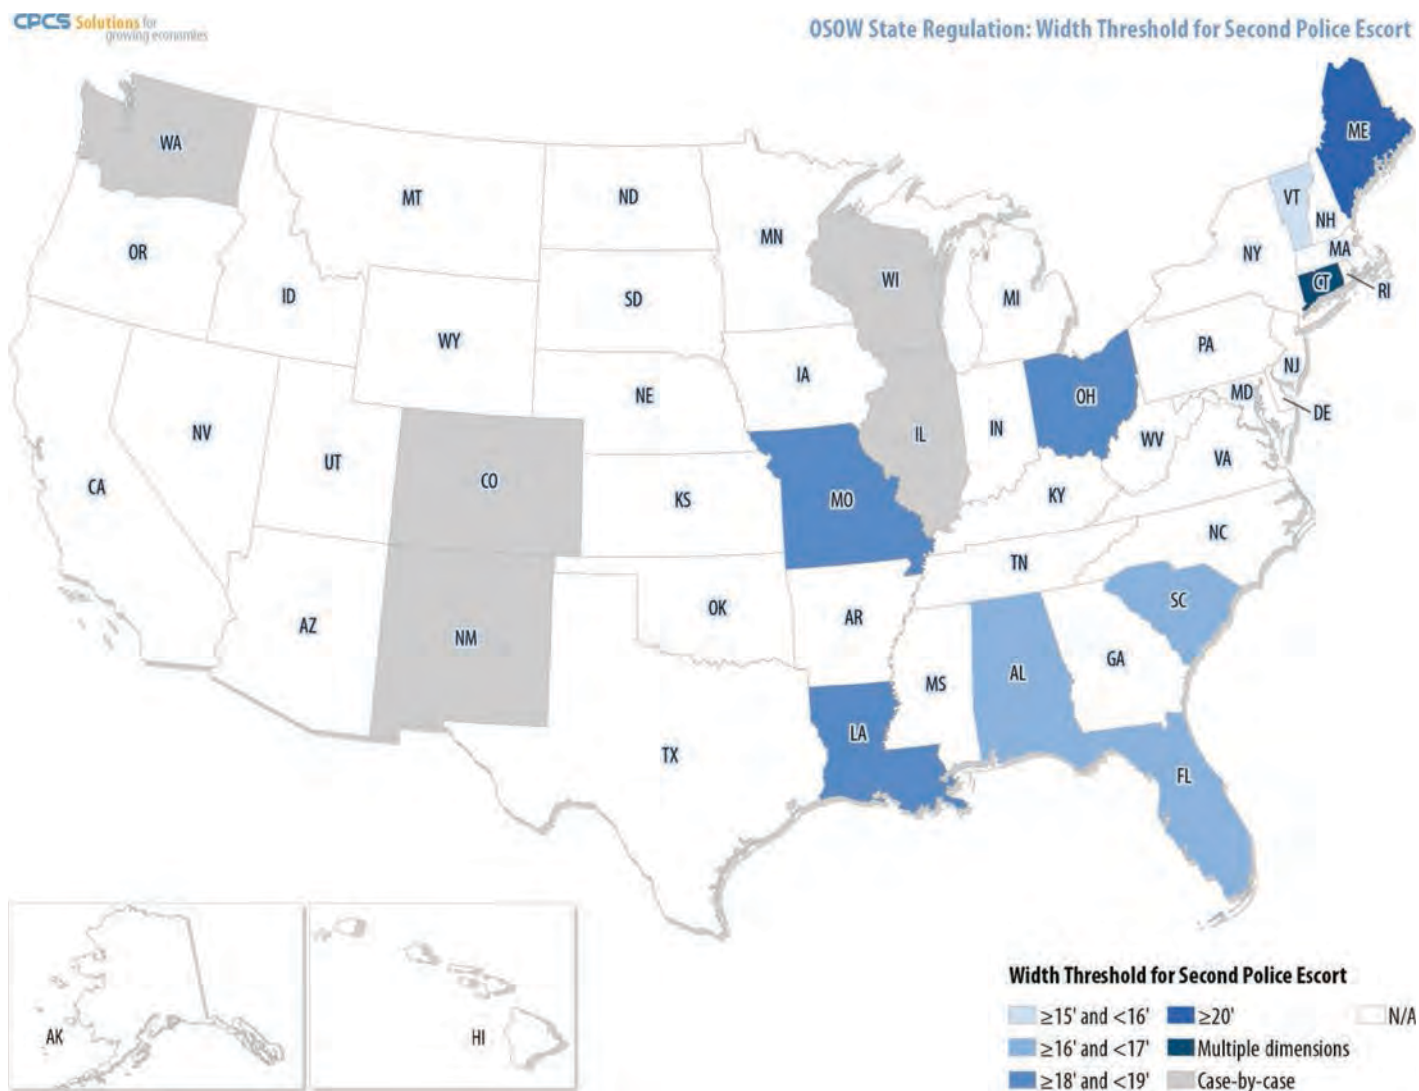 CPCS Solutions for
growing economies
OSOW State Regulation: Width Threshold for Second Police Escort
WA
MT
ND
MN
ME
VT
NH
OR
ID
SD
WI
MI
NY
MA
CT
RI
WY
IA
PA
NJ
NE
OH
MD
DE
NV
UT
CO
IL
IN
WV
VA
CA
KS
MO
KY
NC
TN
AZ
NM
OK
AR
SC
MS
AL
GA
TX
LA
FL
AK
HI
Width Threshold for Second Police Escort
≥15' and <16'
≥20'
N/A
≥16' and <17'
Multiple dimensions
≥18' and <19'
Case-by-case